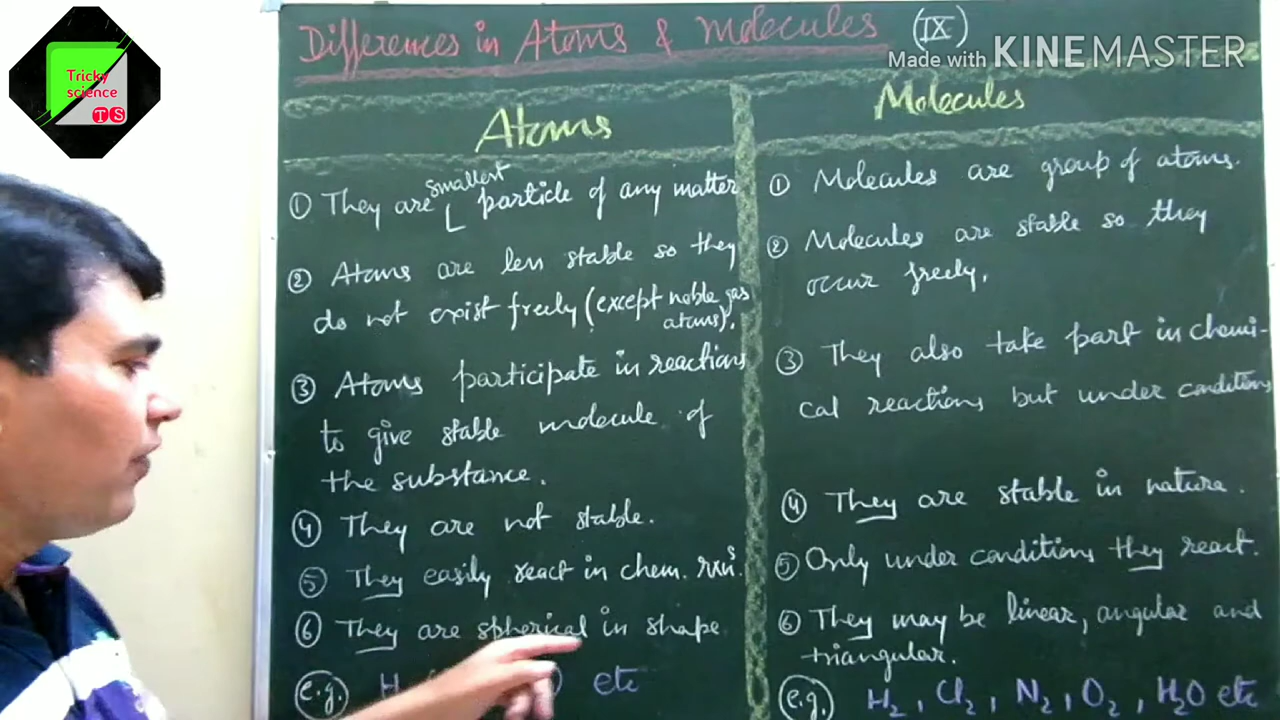 Tricky
science
TS
Differences in Atoms & Molecules (IX)
Made with KINEMASTER
Atoms
① They are smallest particle of any matter
② Atoms are less stable so they
do not exist freely (except noble gas
atoms).
③ Atoms participate in reactions
to give stable molecule of
the substance.
④ They are not stable.
⑤ They easily react in chem. rxns.
⑥ They are spherical in shape
e.g. H etc
Molecules
① Molecules are group of atoms.
② Molecules are stable so they
occur freely.
③ They also take part in chemi-
cal reactions but under conditions
④ They are stable in nature.
⑤ Only under conditions they react.
⑥ They may be linear, angular and
triangular.
e.g. H₂, Cl₂, N₂, O₂, H₂O etc